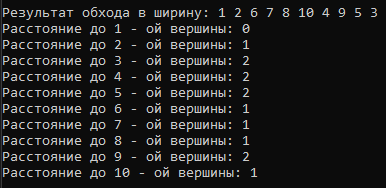 Результат обхода в ширину: 1 2 6 7 8 10 4 9 5 3
Расстояние до 1 - ой вершины: 0
Расстояние до 2 - ой вершины: 1
Расстояние до 3 - ой вершины: 2
Расстояние до 4 - ой вершины: 2
Расстояние до 5 - ой вершины: 2
Расстояние до 6 - ой вершины: 1
Расстояние до 7 - ой вершины: 1
Расстояние до 8 - ой вершины: 1
Расстояние до 9 - ой вершины: 2
Расстояние до 10 - ой вершины: 1